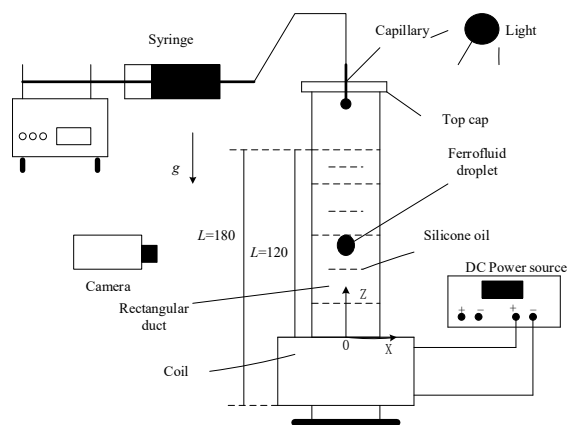 Syringe
Capillary
Light
Top cap
Ferrofluid
droplet
g
L=180
L=120
Silicone oil
Camera
DC Power source
Z
Rectangular
duct
+ − + −
0
X
Coil